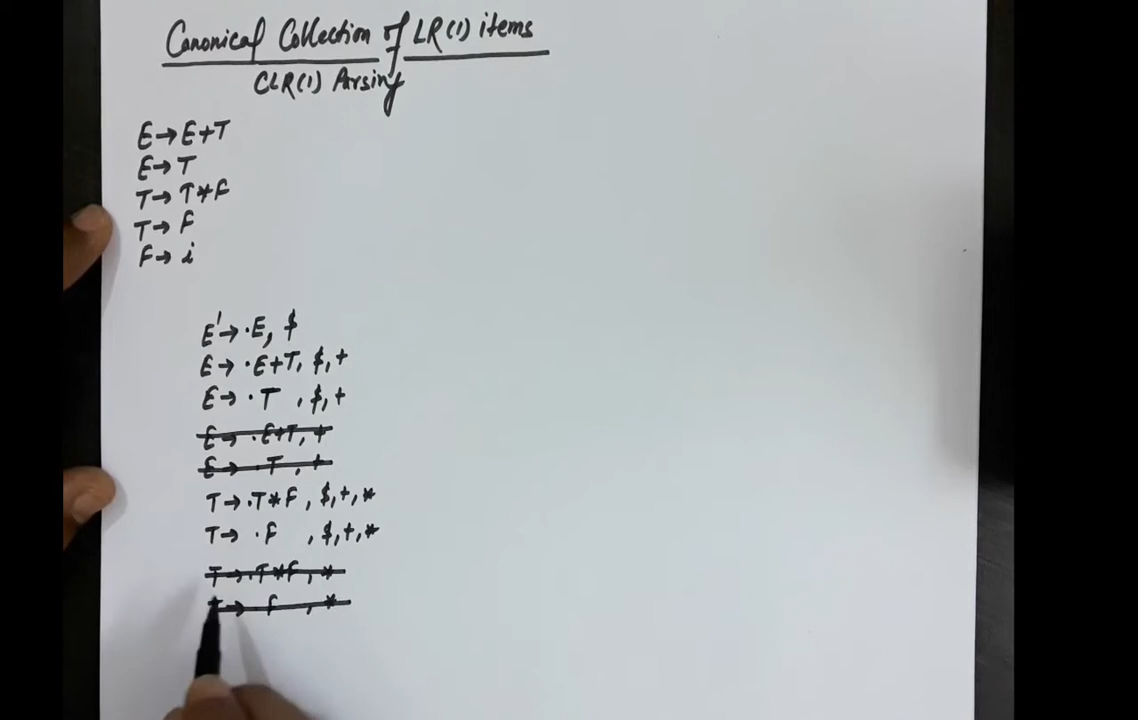 Canonical Collection of LR(1) items
CLR(1) Parsing
E→E+T
E→T
T→T*F
T→F
F→i
E'→·E, $
E→·E+T, $,+
E→·T ,$,+
E→·E+T, +
E→·T, +
T→·T*F, $,+,*
T→·F ,$,+,*
T→·T*F, *
T→·F , *